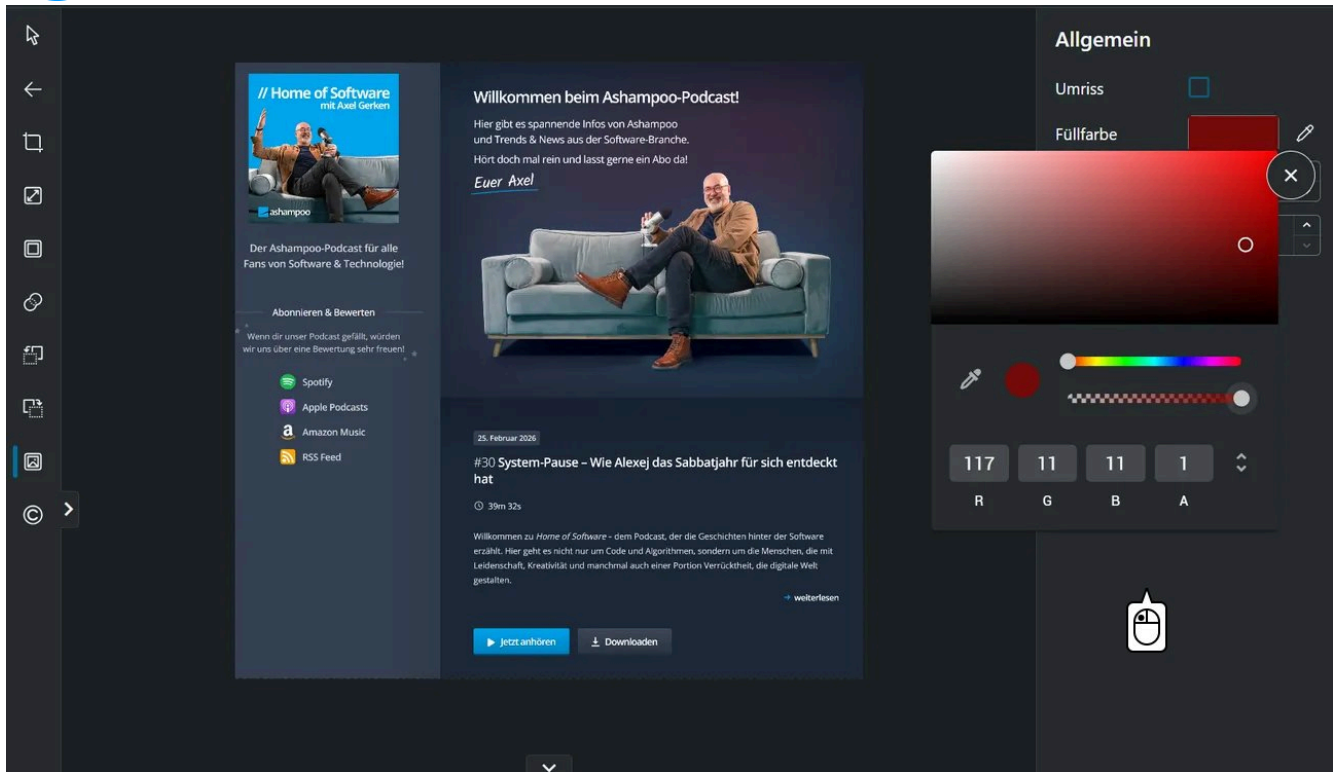 // Home of Software
mit Axel Gerken
ashampoo
Der Ashampoo-Podcast für alle
Fans von Software & Technologie!
Abonnieren & Bewerten
Wenn dir unser Podcast gefällt, würden
wir uns über eine Bewertung sehr freuen!
Spotify
Apple Podcasts
Amazon Music
RSS Feed
Willkommen beim Ashampoo-Podcast!
Hier gibt es spannende Infos von Ashampoo
und Trends & News aus der Software-Branche.
Hört doch mal rein und lasst gerne ein Abo da!
Euer Axel
25. Februar 2026
#30 System-Pause – Wie Alexej das Sabbatjahr für sich entdeckt
hat
39m 32s
Willkommen zu Home of Software – dem Podcast, der die Geschichten hinter der Software
erzählt. Hier geht es nicht nur um Code und Algorithmen, sondern um die Menschen, die mit
Leidenschaft, Kreativität und manchmal auch einer Portion Verrücktheit, die digitale Welt
gestalten.
weiterlesen
Jetzt anhören
Downloaden
Allgemein
Umriss
Füllfarbe
117 11 11 1
R G B A